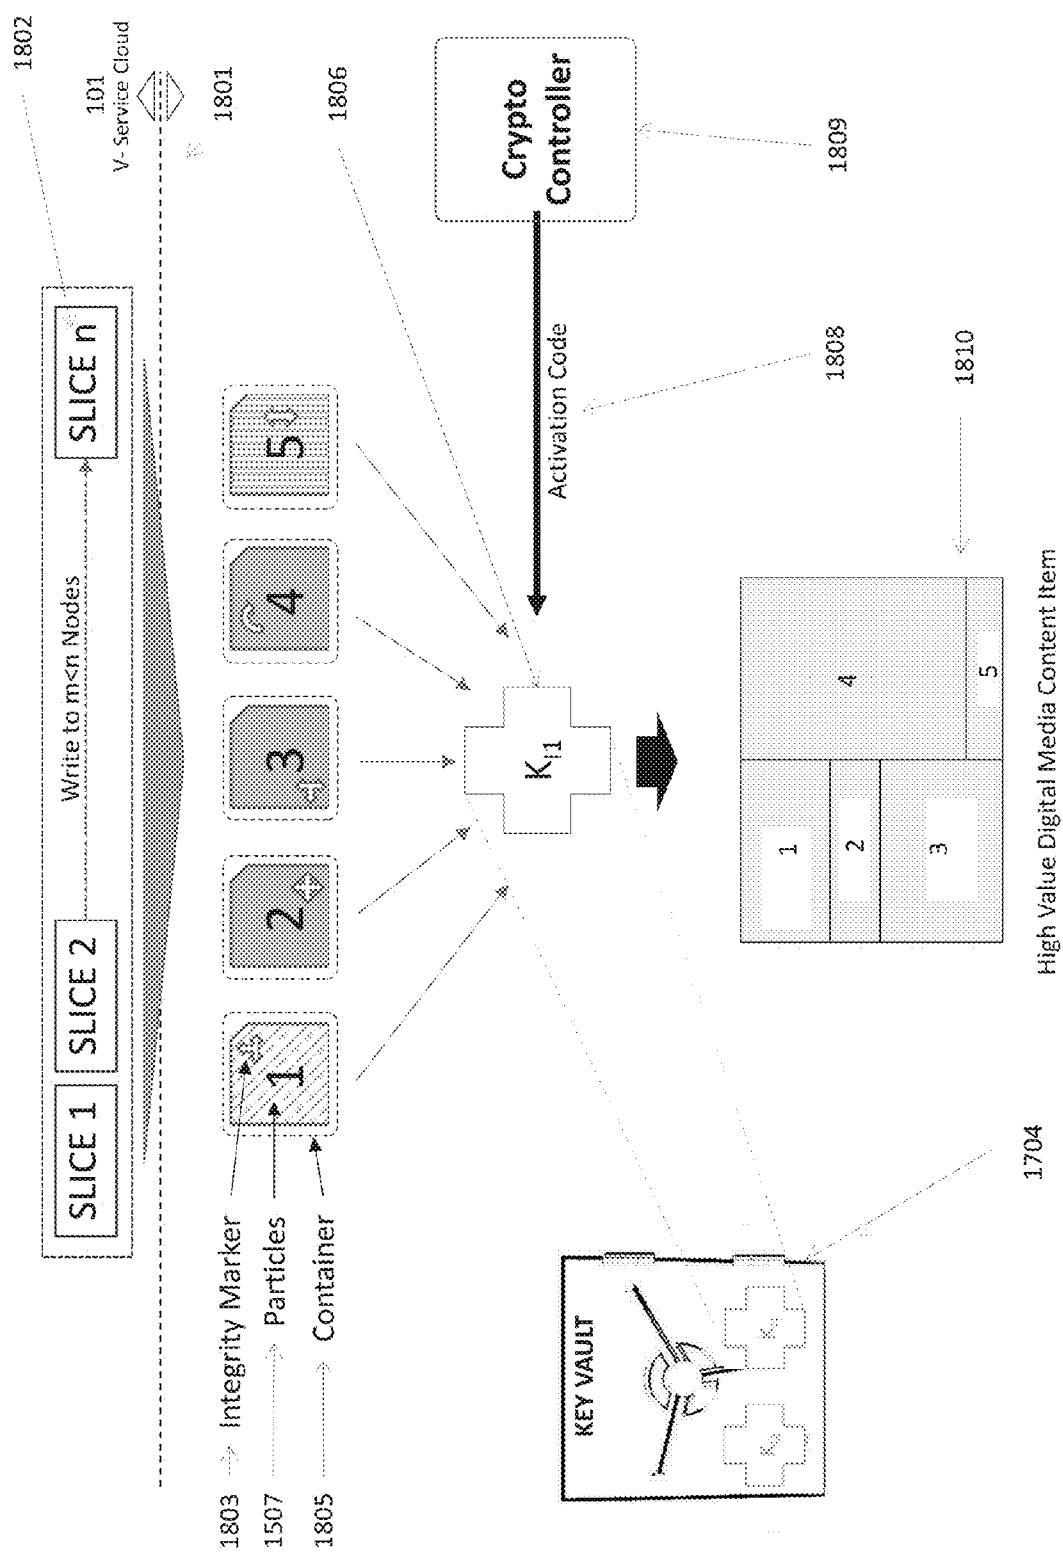 1802
101
V- Service Cloud
1801
SLICE 1
SLICE 2
Write to m<n Nodes
SLICE n
1803
Integrity Marker
1507
Particles
1805
Container
1
2
3
4
5
1806
KEY VAULT
K
K
K
I1
Activation Code
Crypto
Controller
1809
1808
1704
1
2
3
4
5
1810
High Value Digital Media Content Item